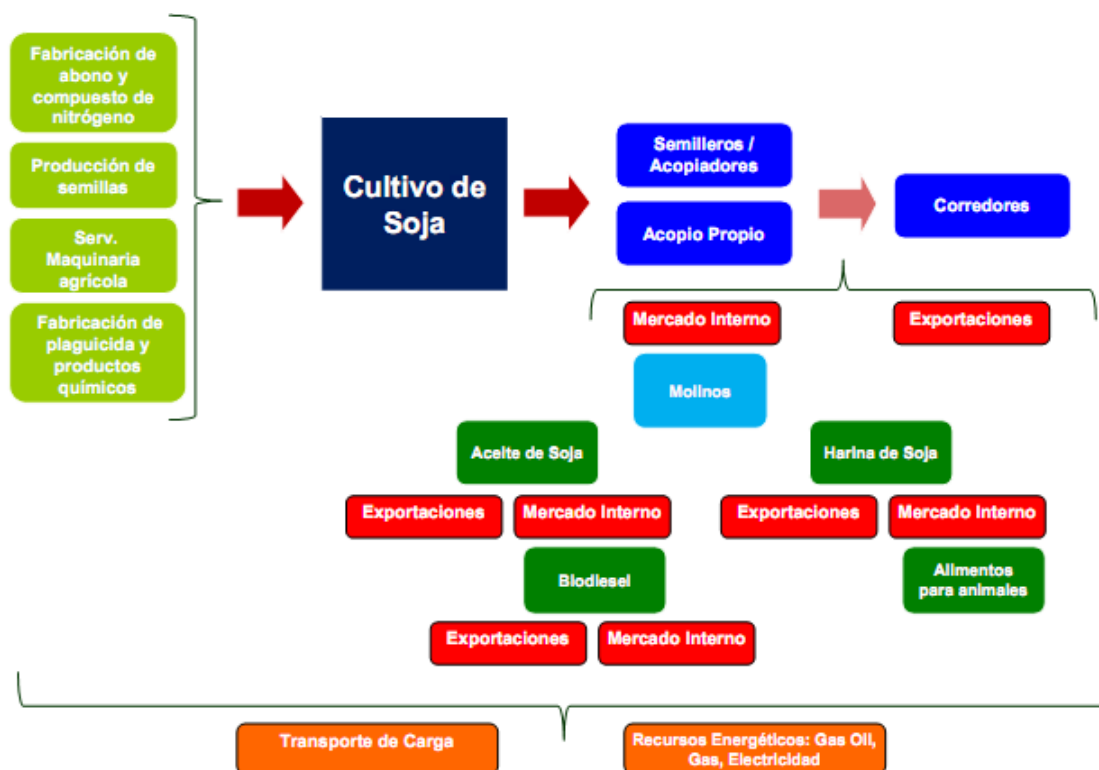 Fabricación de
abono y
compuesto de
nitrógeno
Producción de
semillas
Serv.
Maquinaria
agrícola
Fabricación de
plaguicida y
productos
químicos
Cultivo de
Soja
Semilleros /
Acopiadores
Acopio Propio
Corredores
Mercado Interno
Exportaciones
Molinos
Aceite de Soja
Harina de Soja
Exportaciones
Mercado Interno
Exportaciones
Mercado Interno
Biodiesel
Alimentos
para animales
Exportaciones
Mercado Interno
Transporte de Carga
Recursos Energéticos: Gas Oil,
Gas, Electricidad